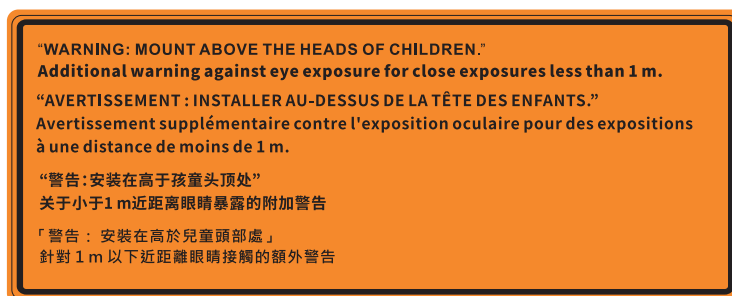 “WARNING: MOUNT ABOVE THE HEADS OF CHILDREN.”
Additional warning against eye exposure for close exposures less than 1 m.
“AVERTISSEMENT : INSTALLER AU-DESSUS DE LA TÊTE DES ENFANTS.”
Avertissement supplémentaire contre l'exposition oculaire pour des expositions
à une distance de moins de 1 m.
“警告:安装在高于孩童头顶处”
关于小于1 m近距离眼睛暴露的附加警告
「警告： 安裝在高於兒童頭部處」
針對 1 m 以下近距離眼睛接觸的額外警告